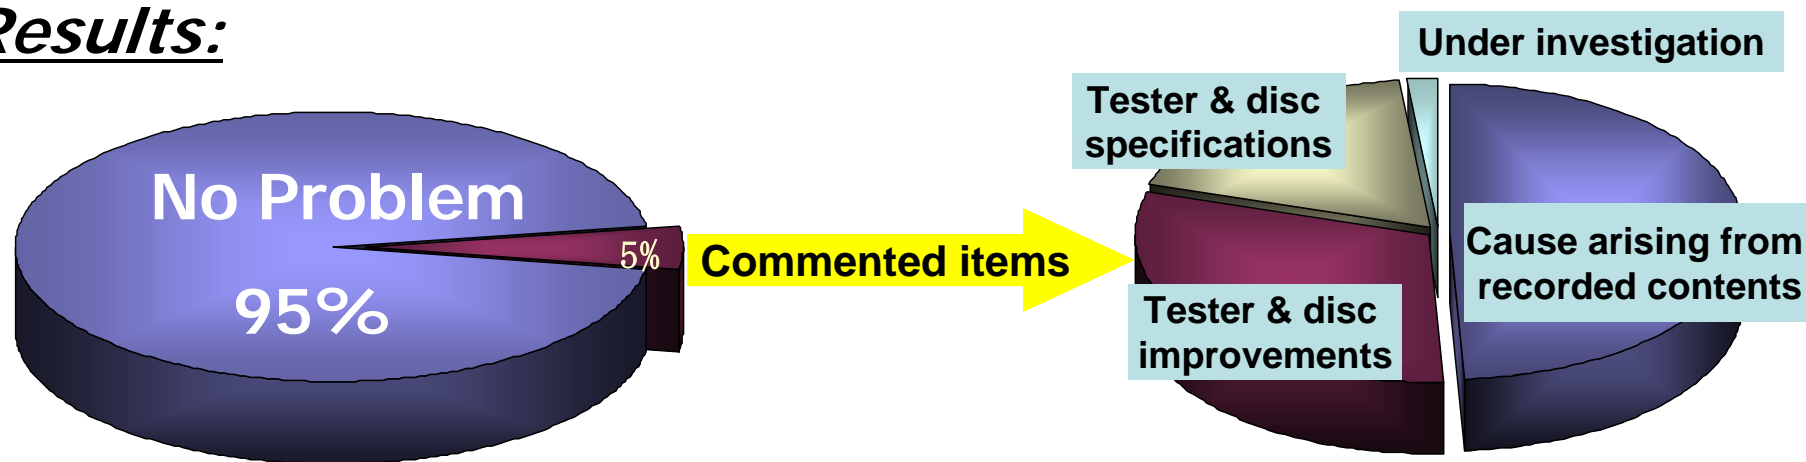 Results:
No Problem
95%
5%
Commented items
Under investigation
Tester & disc
specifications
Cause arising from
recorded contents
Tester & disc
improvements